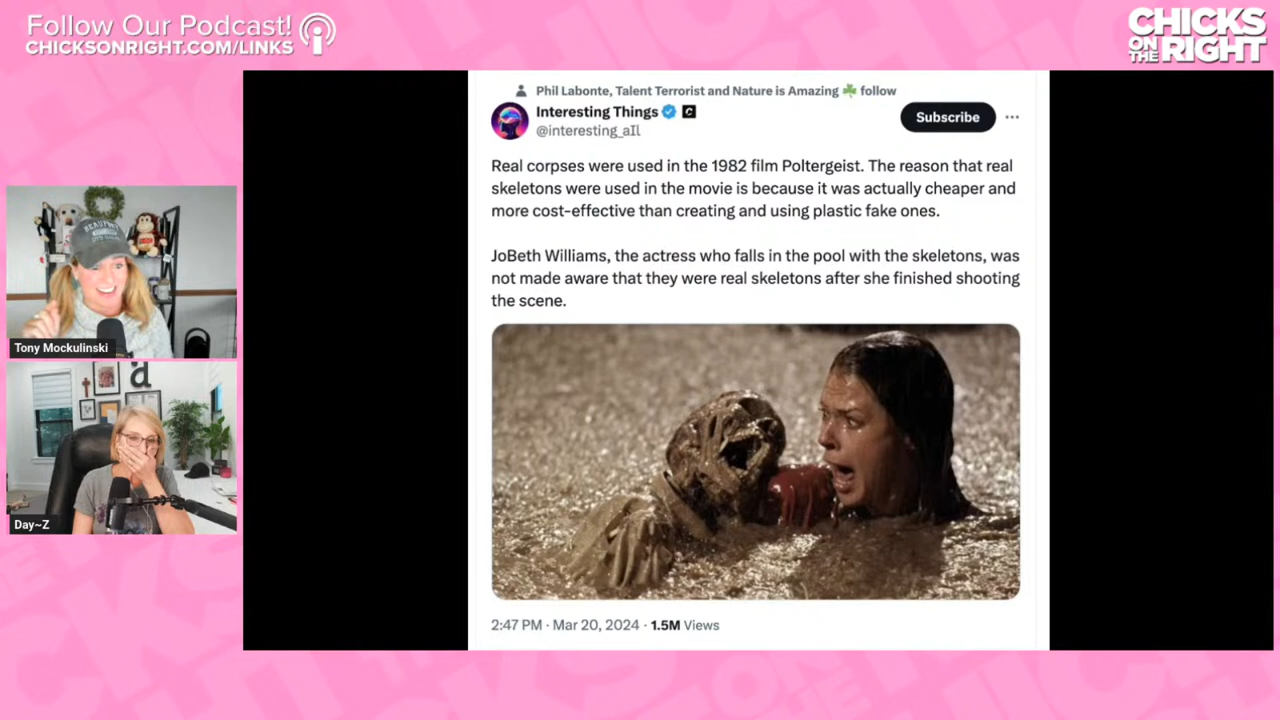 Follow Our Podcast!
CHICKSONRIGHT.COM/LINKS
CHICKS
ON THE RIGHT
Phil Labonte, Talent Terrorist and Nature is Amazing ☘️ follow
Interesting Things
@interesting_aIl
Subscribe
Real corpses were used in the 1982 film Poltergeist. The reason that real
skeletons were used in the movie is because it was actually cheaper and
more cost-effective than creating and using plastic fake ones.
JoBeth Williams, the actress who falls in the pool with the skeletons, was
not made aware that they were real skeletons after she finished shooting
the scene.
2:47 PM · Mar 20, 2024 · 1.5M Views
Tony Mockulinski
a
Day~Z